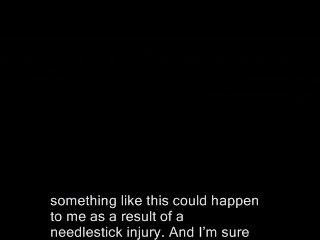 something like this could happen
to me as a result of a
needlestick injury. And I’m sure